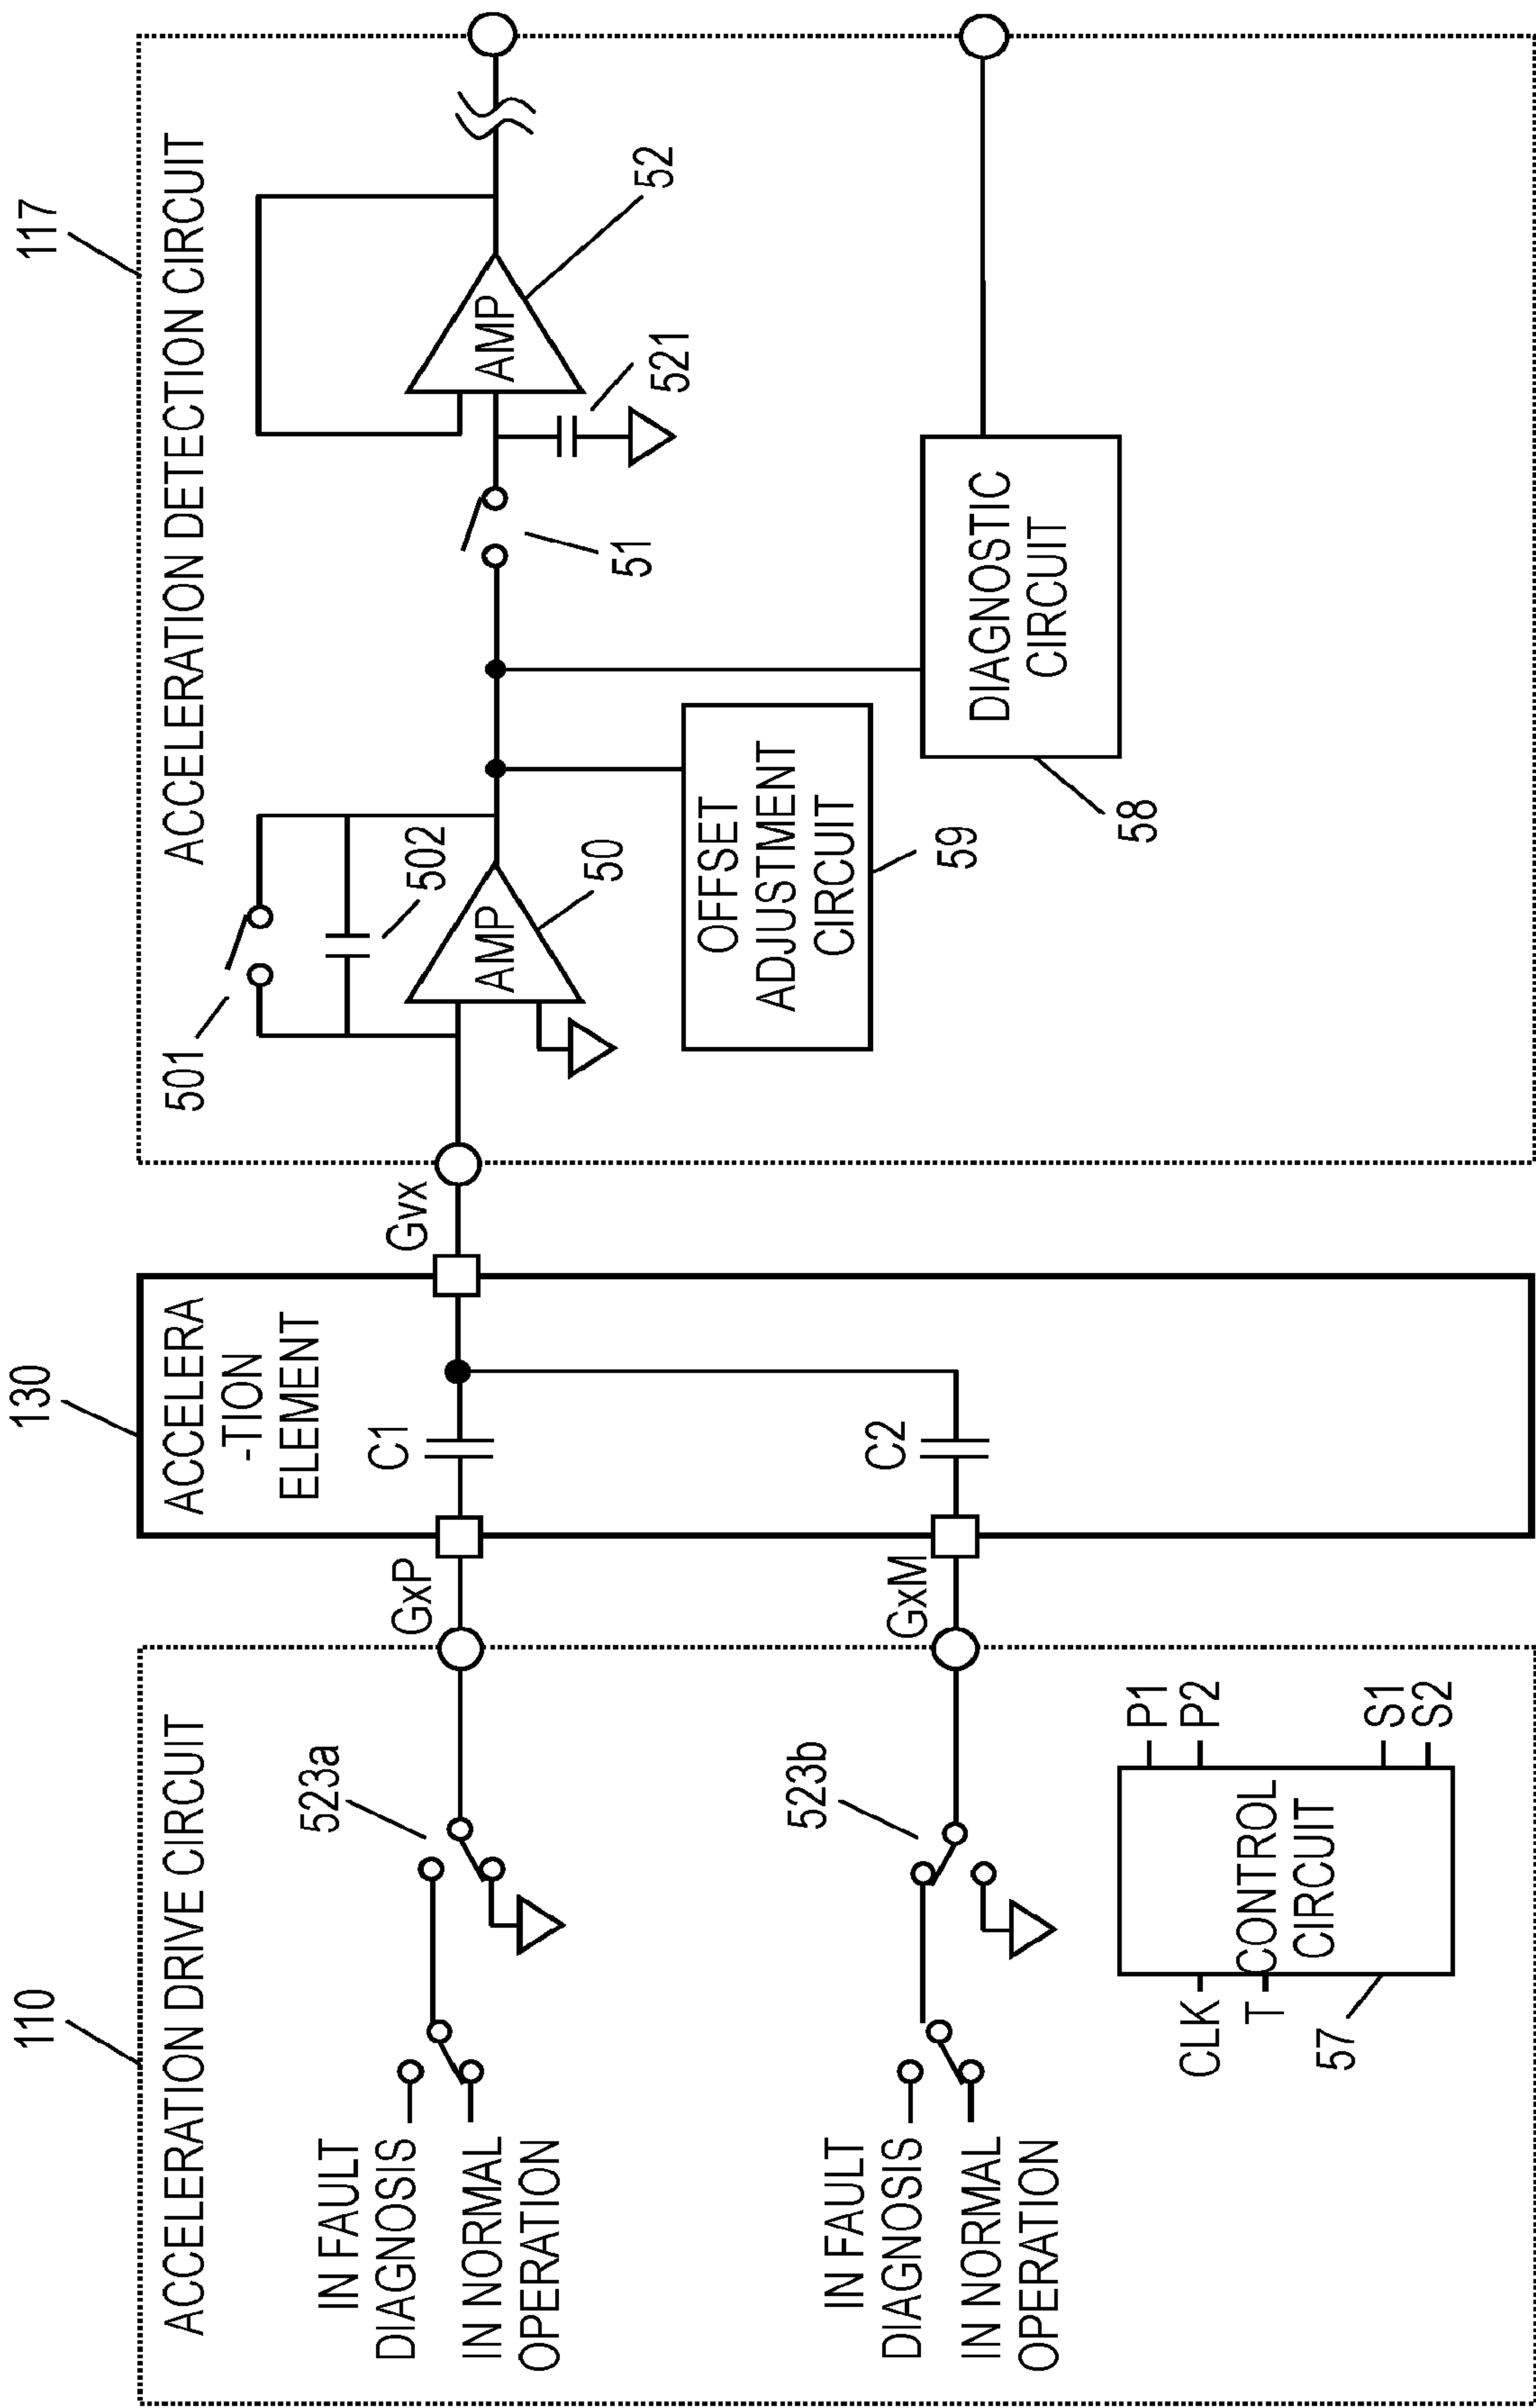 110
ACCELERATION DRIVE CIRCUIT
IN FAULT
DIAGNOSIS
IN NORMAL
OPERATION
523a
GxP
IN FAULT
DIAGNOSIS
IN NORMAL
OPERATION
523b
GxM
CLK
T
CONTROL
CIRCUIT
P1
P2
S1
S2
57
130
ACCELERA
-TION
ELEMENT
C1
C2
Gvx
117
ACCELERATION DETECTION CIRCUIT
501
502
AMP
50
OFFSET
ADJUSTMENT
CIRCUIT
59
51
AMP
52
521
DIAGNOSTIC
CIRCUIT
58